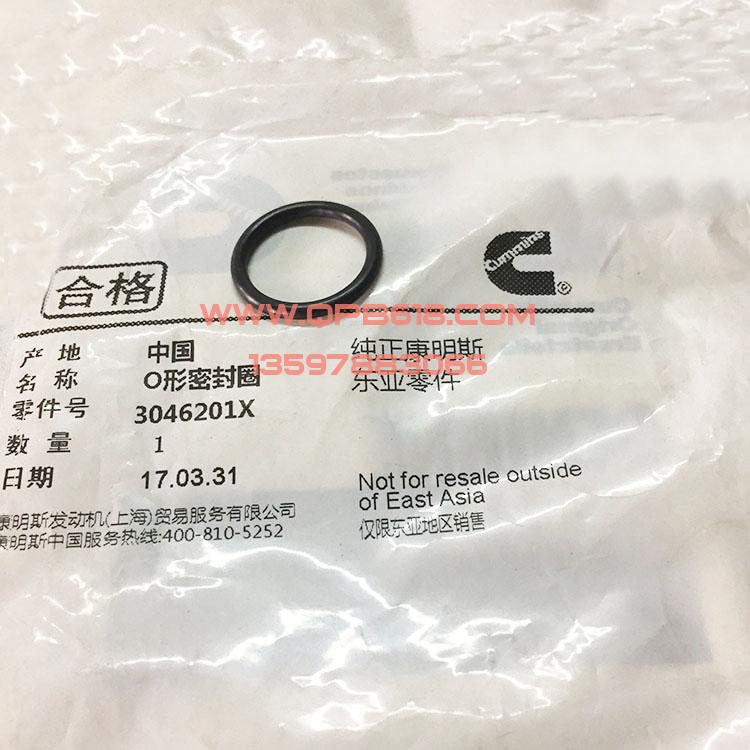 Cummins
®
合格
WWW.QPB618.COM
13597883066
产地 中国
名称 O形密封圈
零件号 3046201X
数量 1
日期 17.03.31
纯正康明斯
东亚零件
Not for resale outside
of East Asia
仅限东亚地区销售
康明斯发动机(上海)贸易服务有限公司
康明斯中国服务热线:400-810-5252